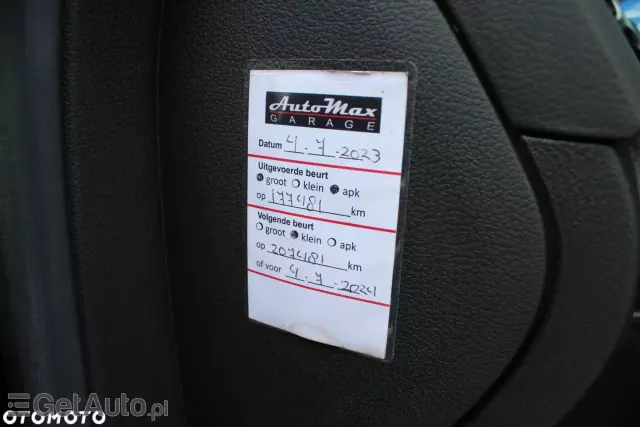 AutoMax
GARAGE
Datum 4.7.2023
Uitgevoerde beurt
groot klein apk
op 177481 km
Volgende beurt
groot klein apk
op 207481 km
of voor 4.7.2024
OTOMOTO
GetAuto.pl